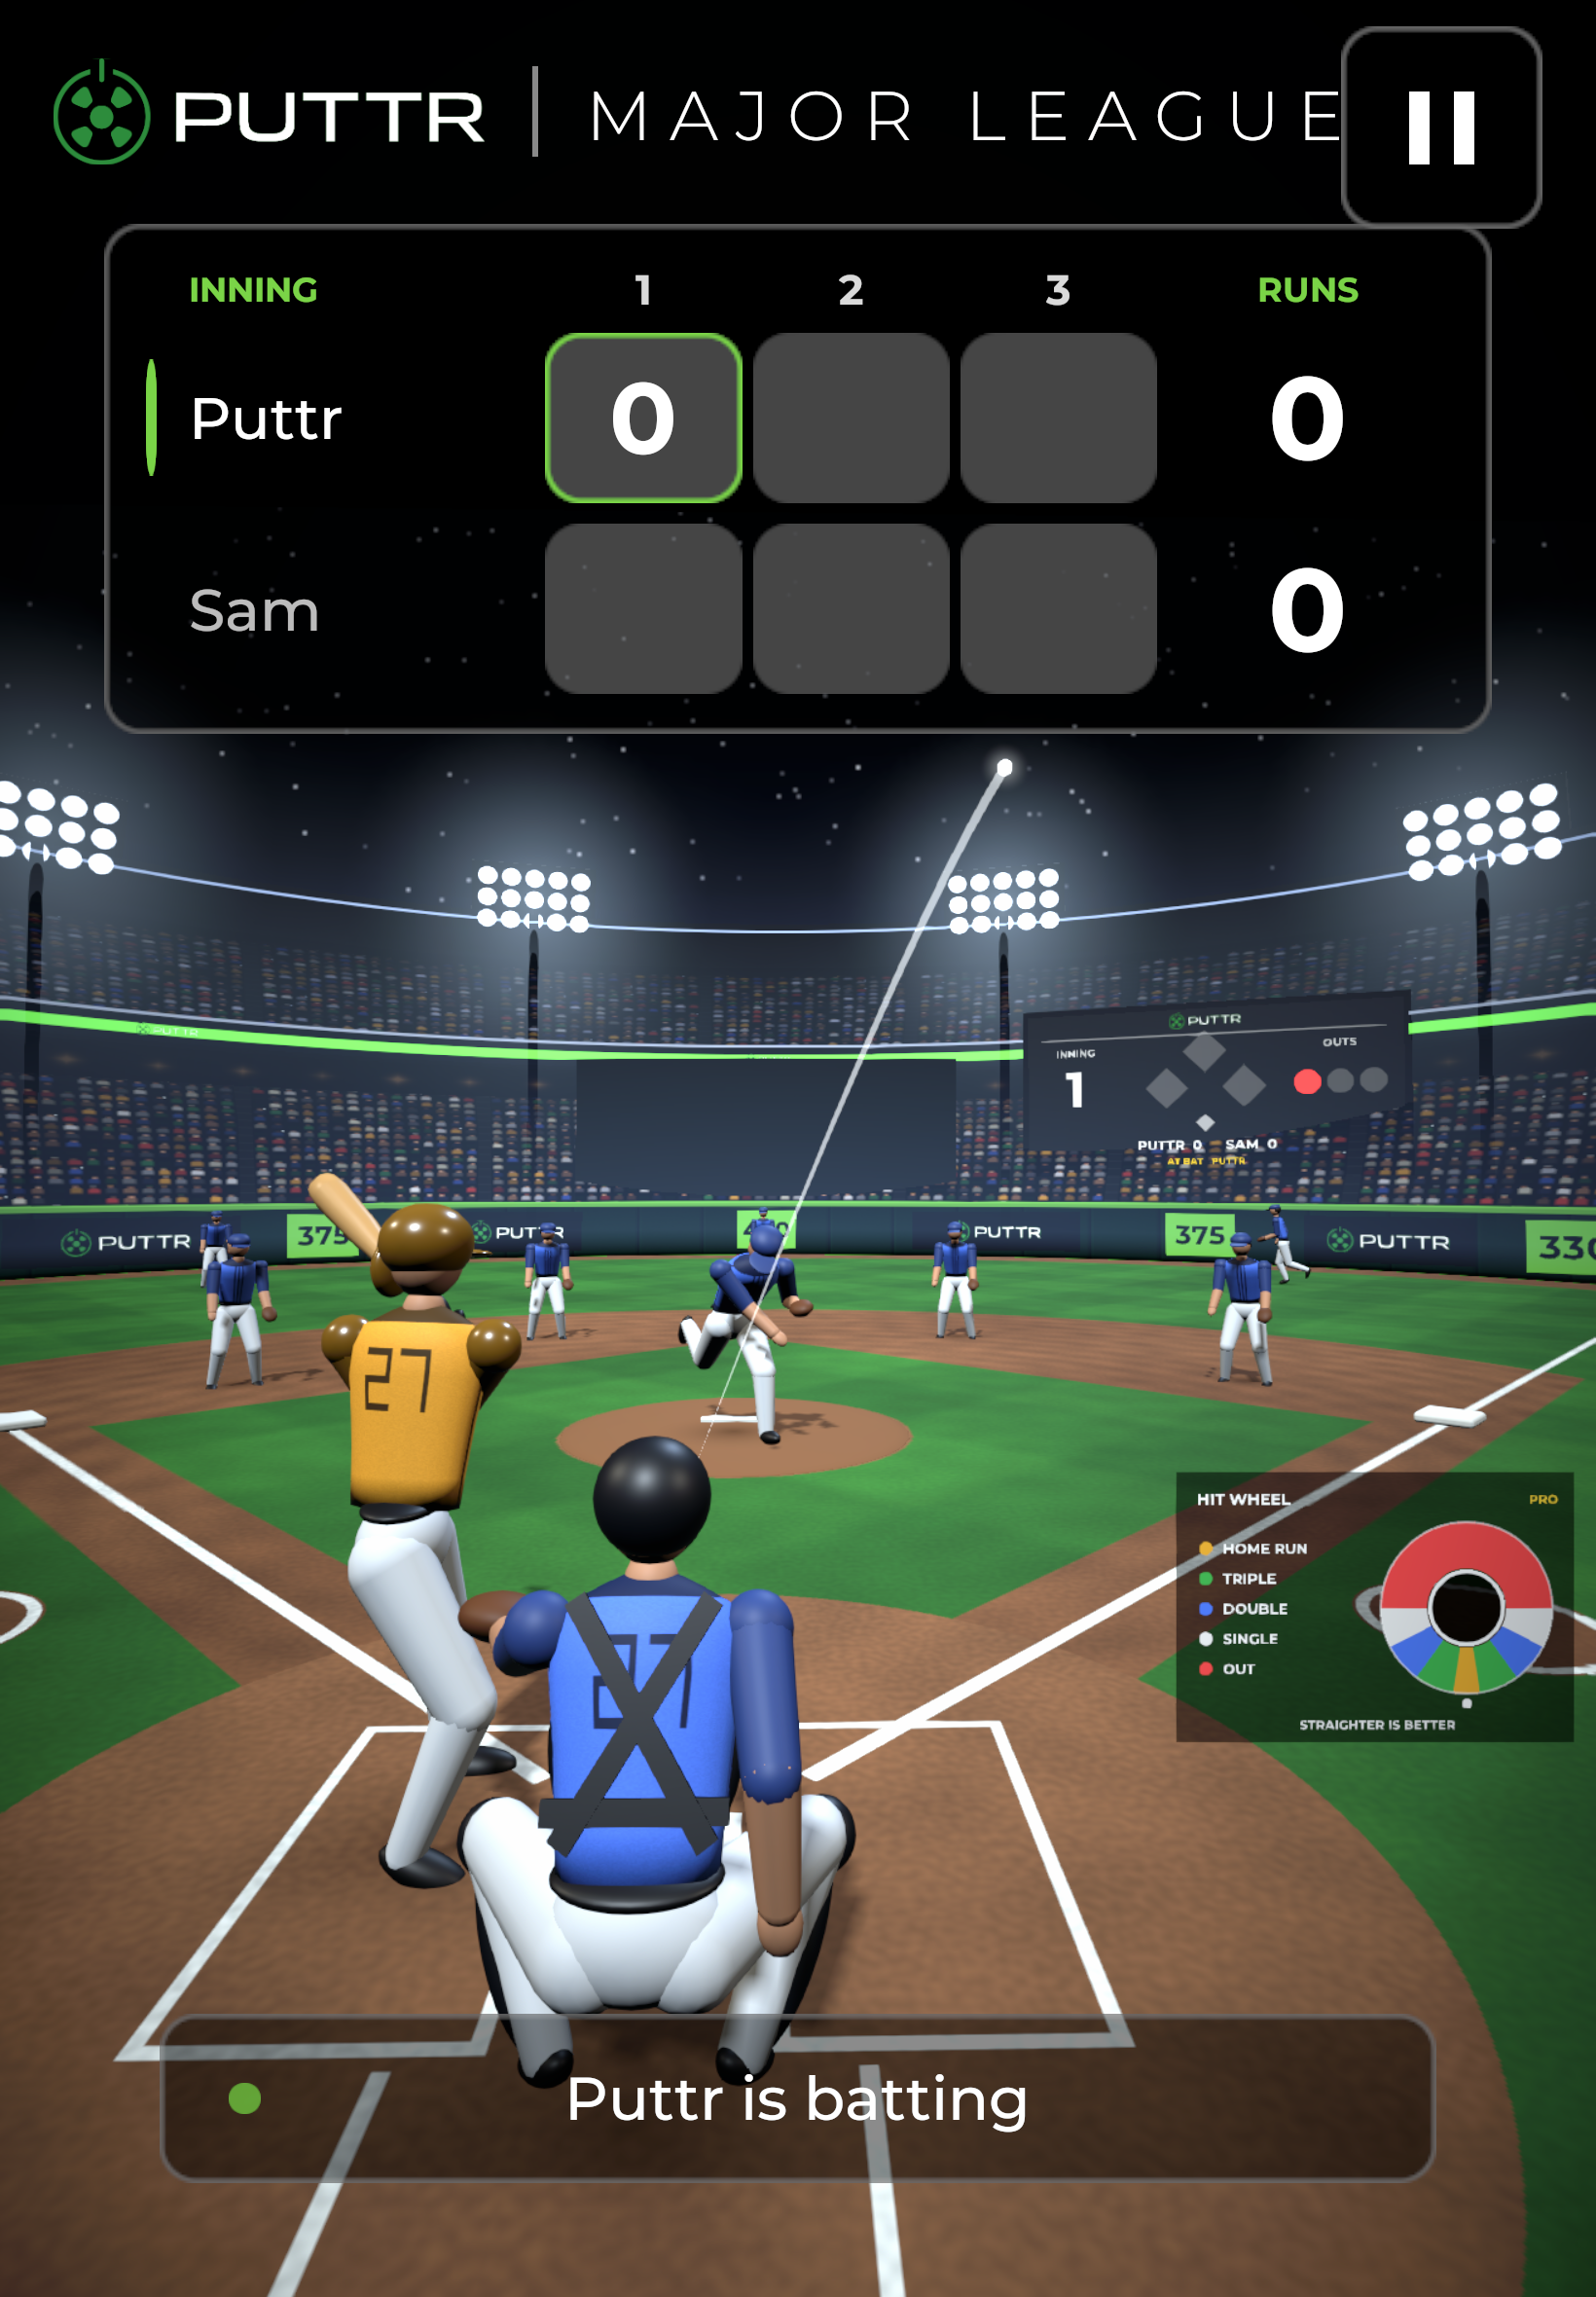 PUTTR | MAJOR LEAGUE
INNING 1 2 3 RUNS
Puttr 0 0
Sam 0
PUTTR
PUTTR
INNING
OUTS
1
PUTTR 0 SAM 0
AT BAT PUTTR
PUTTR
375
PUTTR
PUTTR
375
PUTTR
27
27
HIT WHEEL PRO
HOME RUN
TRIPLE
DOUBLE
SINGLE
OUT
STRAIGHTER IS BETTER
Puttr is batting